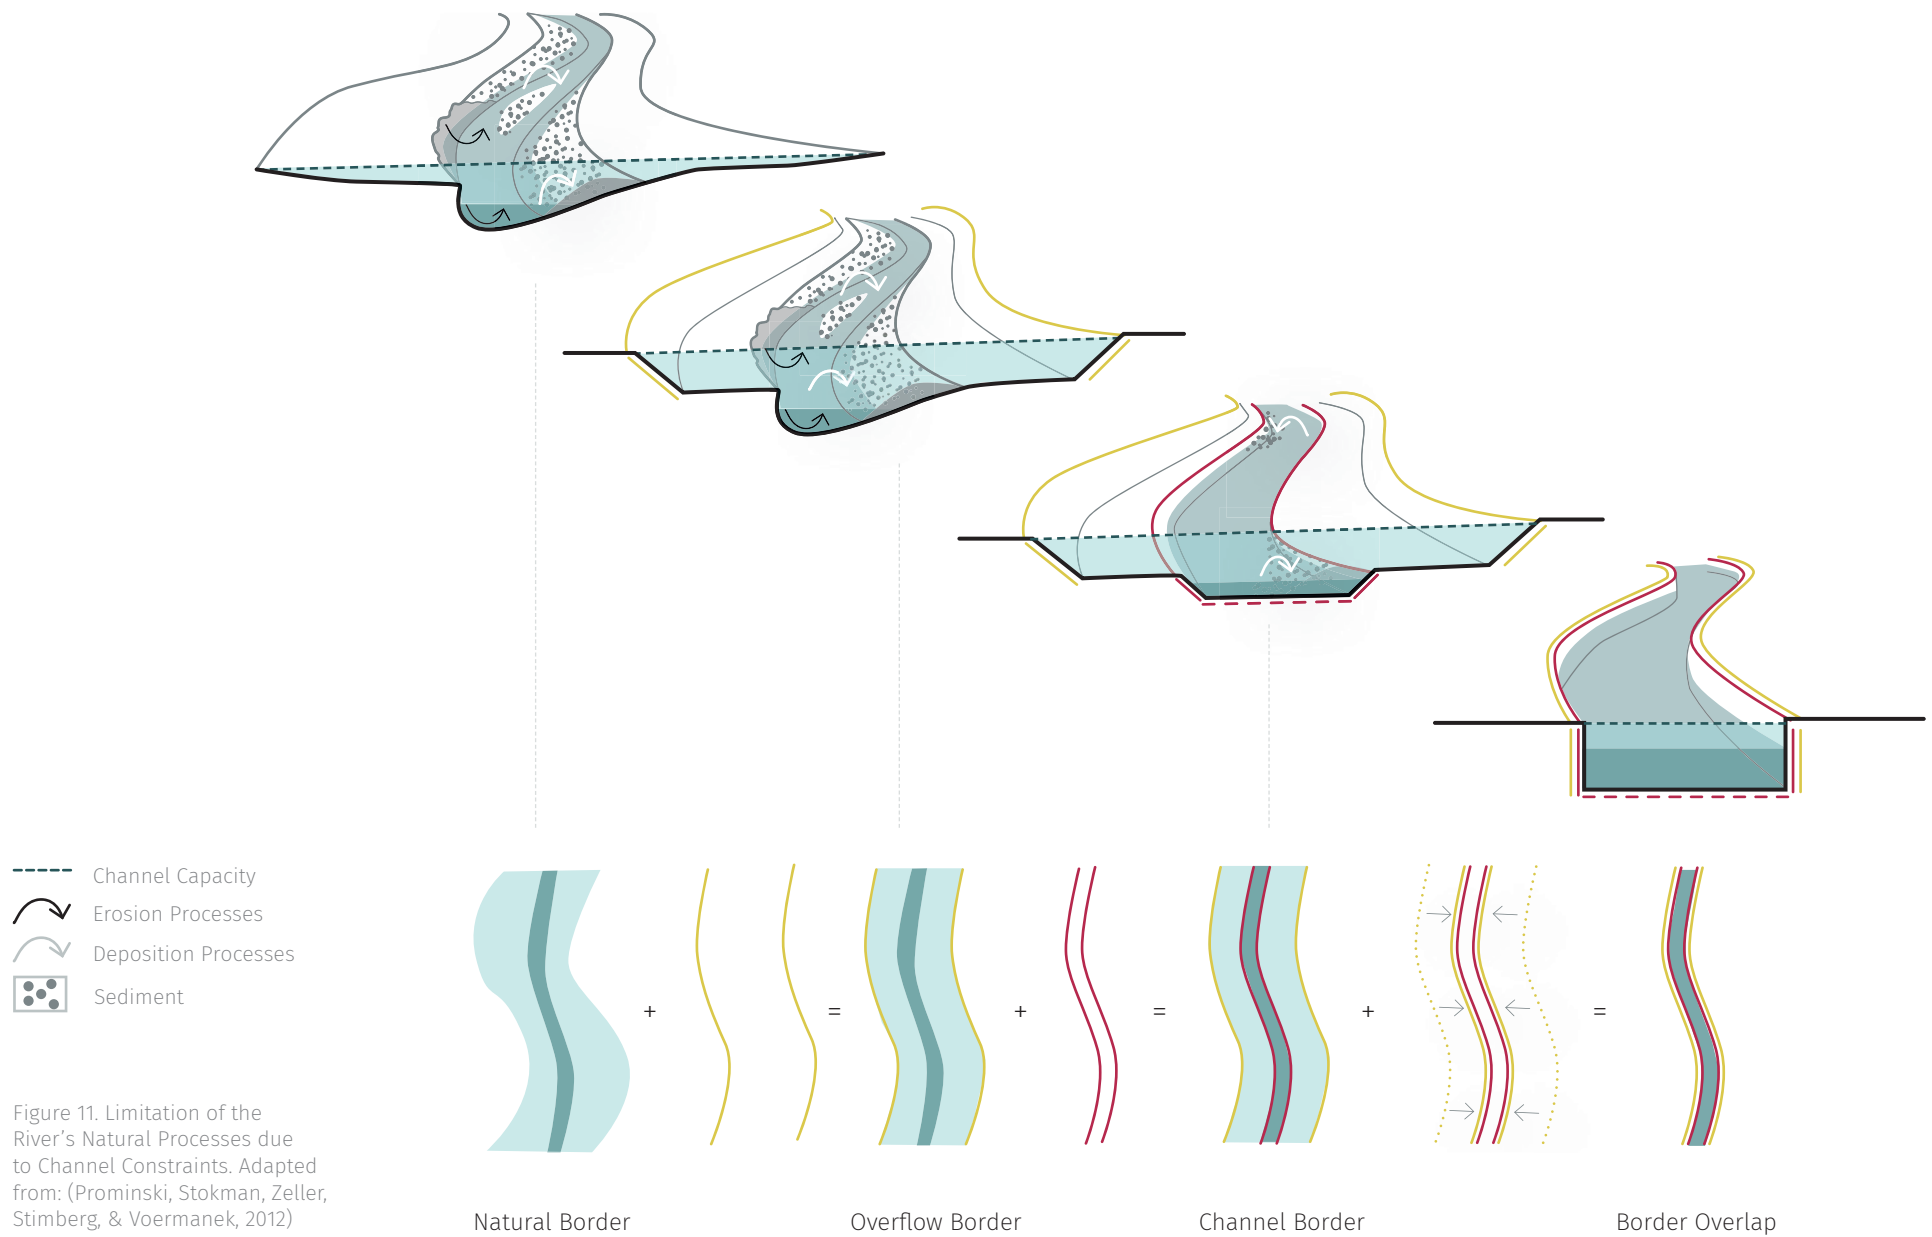 Channel Capacity
Erosion Processes
Deposition Processes
Sediment
+
=
+
=
+
=
Figure 11. Limitation of the
River’s Natural Processes due
to Channel Constraints. Adapted
from: (Prominski, Stokman, Zeller,
Stimberg, & Voermanek, 2012)
Natural Border
Overflow Border
Channel Border
Border Overlap